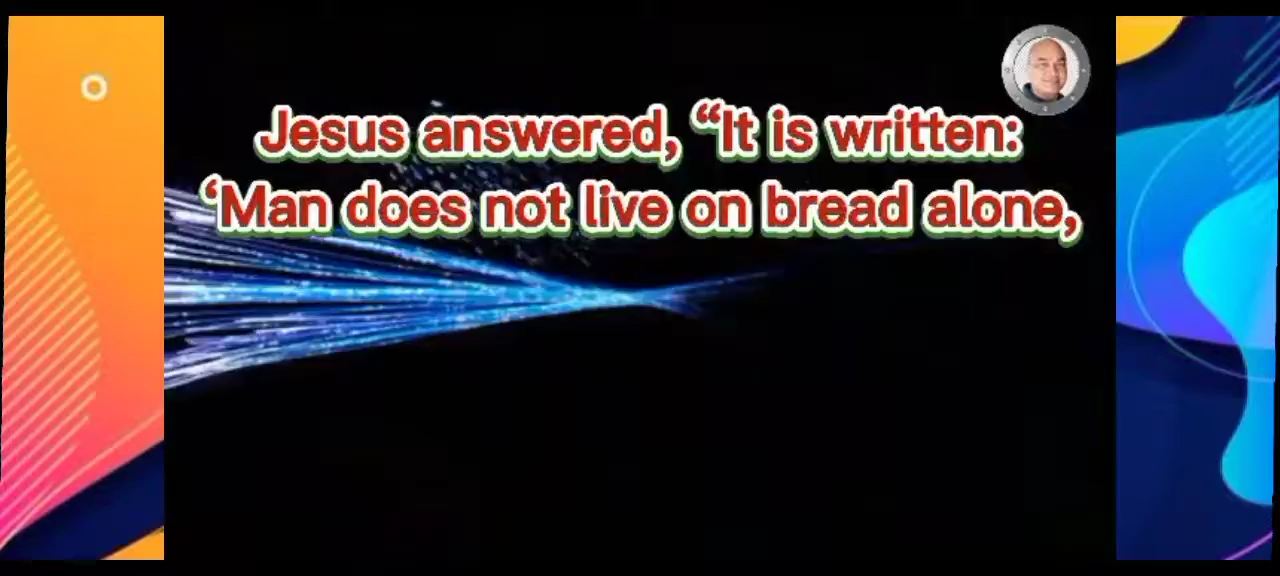 Jesus answered, “It is written:
‘Man does not live on bread alone,